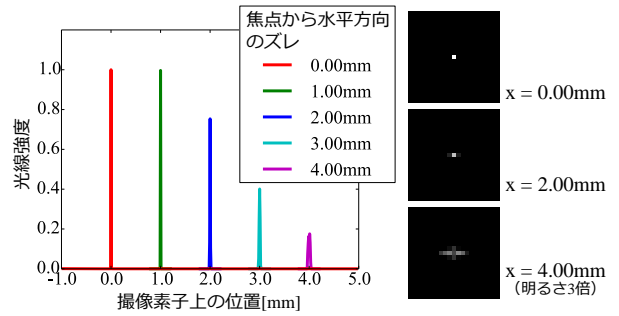 焦点から水平方向
のズレ
0.00mm
1.00mm
2.00mm
3.00mm
4.00mm
光線強度
1.0
0.8
0.6
0.4
0.2
0.0
-1.0 0.0 1.0 2.0 3.0 4.0 5.0
撮像素子上の位置[mm]
x = 0.00mm
x = 2.00mm
x = 4.00mm
(明るさ3倍)